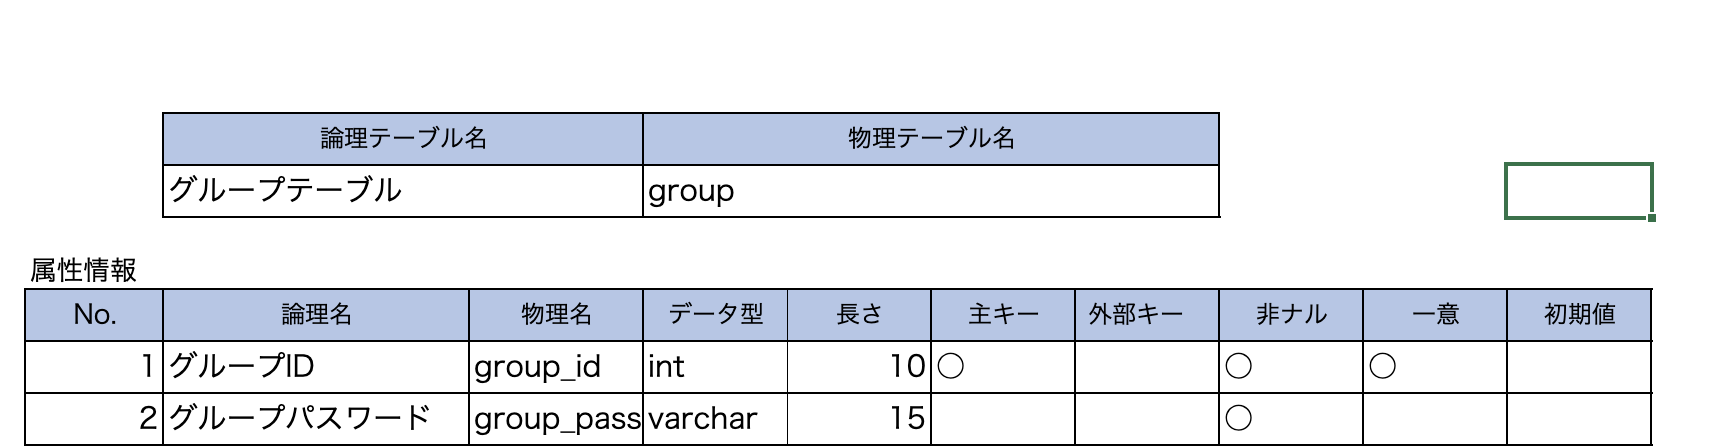 論理テーブル名 物理テーブル名
グループテーブル group
属性情報
No. 論理名 物理名 データ型 長さ 主キー 外部キー 非ナル 一意 初期値
1 グループID group_id int 10 ○ ○ ○
2 グループパスワード group_pass varchar 15 ○